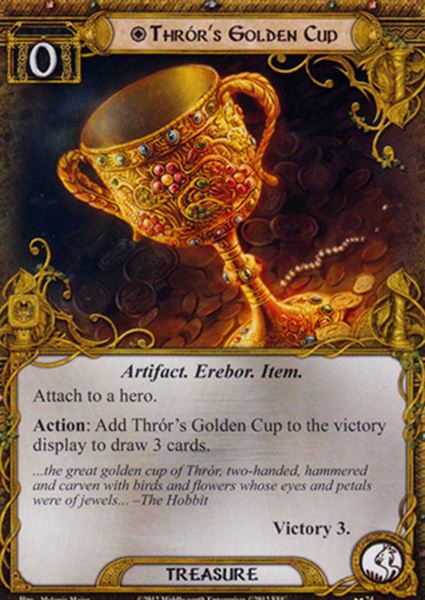 0
Thrór's Golden Cup
Artifact. Erebor. Item.
Attach to a hero.
Action: Add Thrór's Golden Cup to the victory
display to draw 3 cards.
...the great golden cup of Thrór, two-handed, hammered
and carven with birds and flowers whose eyes and petals
were of jewels... –The Hobbit
Victory 3.
TREASURE